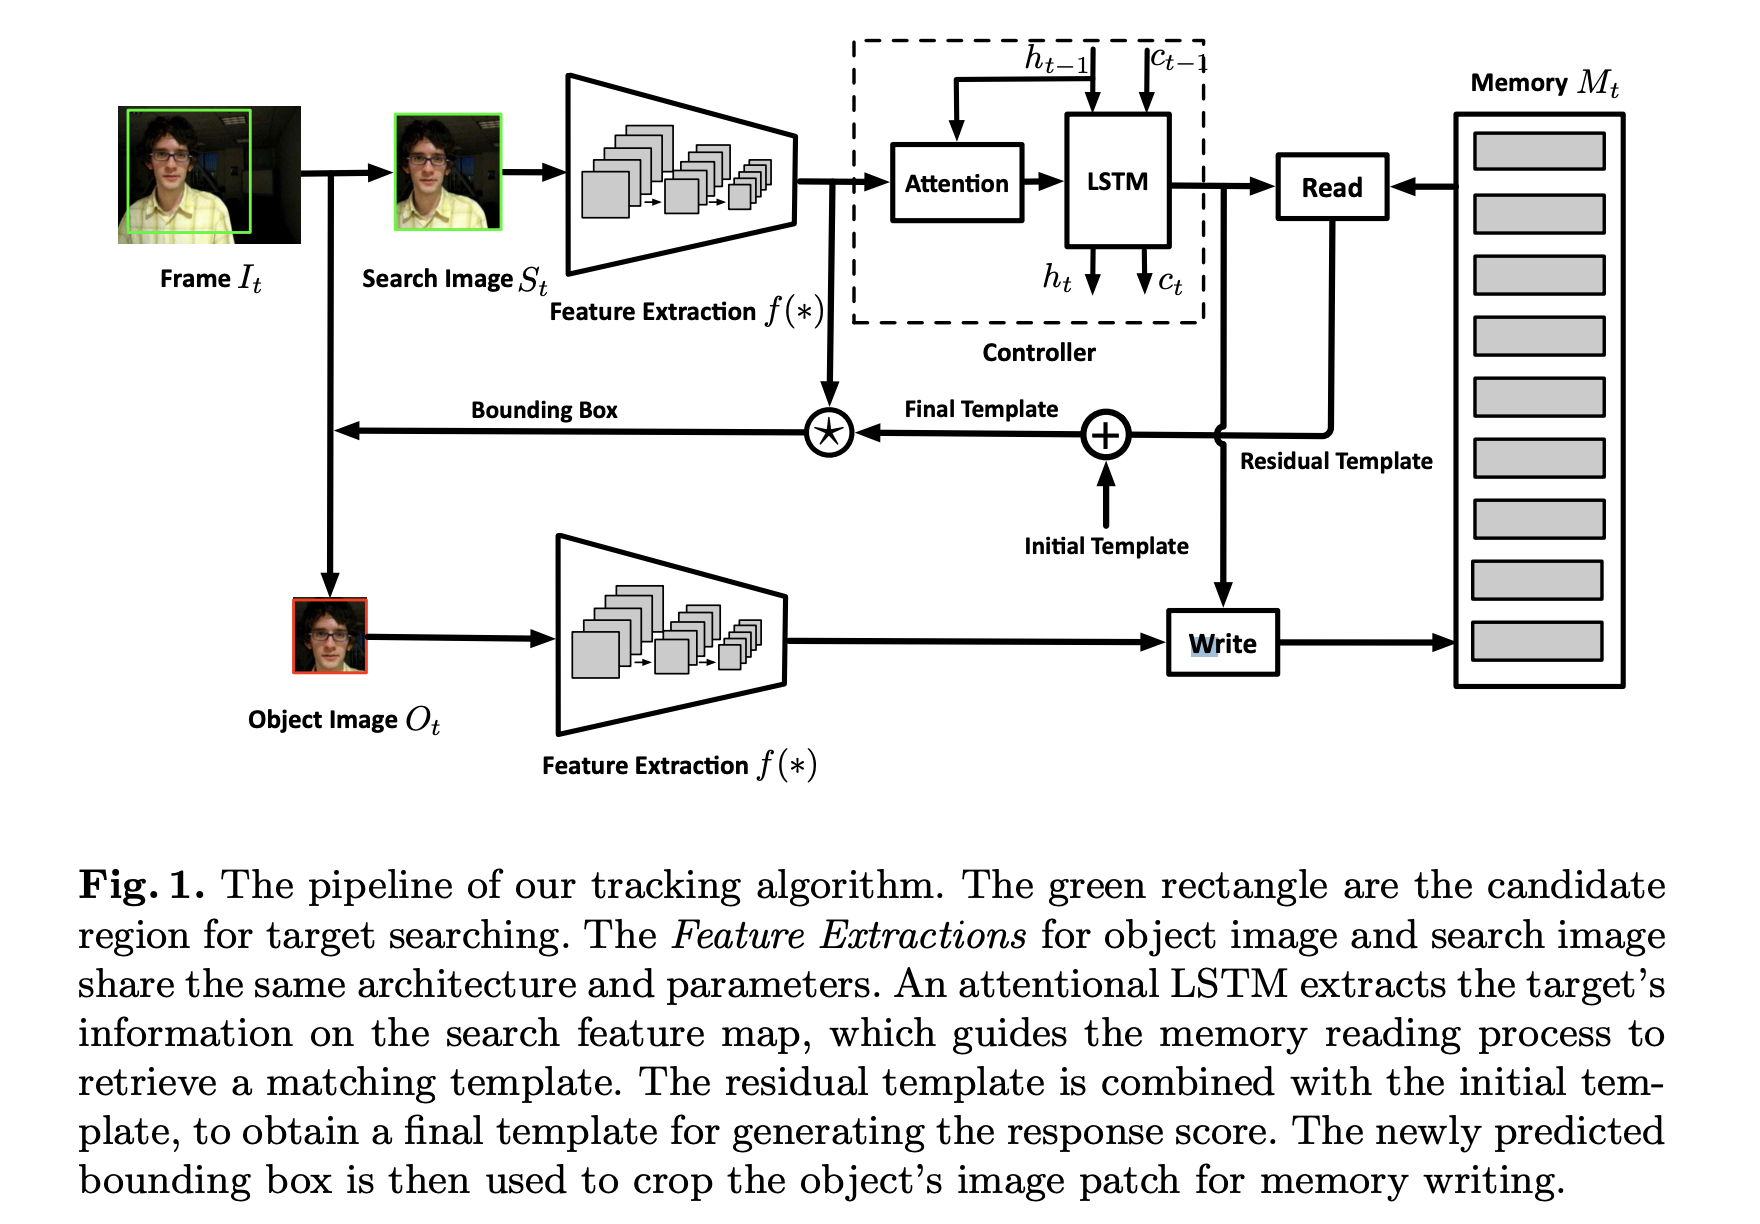 h_{t-1}
c_{t-1}
Memory M_t
Attention
LSTM
Read
Frame I_t
Search Image S_t
h_t
c_t
Feature Extraction f(*)
Controller
Bounding Box
Final Template
Residual Template
Initial Template
Write
Object Image O_t
Feature Extraction f(*)
Fig. 1. The pipeline of our tracking algorithm. The green rectangle are the candidate
region for target searching. The Feature Extractions for object image and search image
share the same architecture and parameters. An attentional LSTM extracts the target's
information on the search feature map, which guides the memory reading process to
retrieve a matching template. The residual template is combined with the initial tem-
plate, to obtain a final template for generating the response score. The newly predicted
bounding box is then used to crop the object's image patch for memory writing.